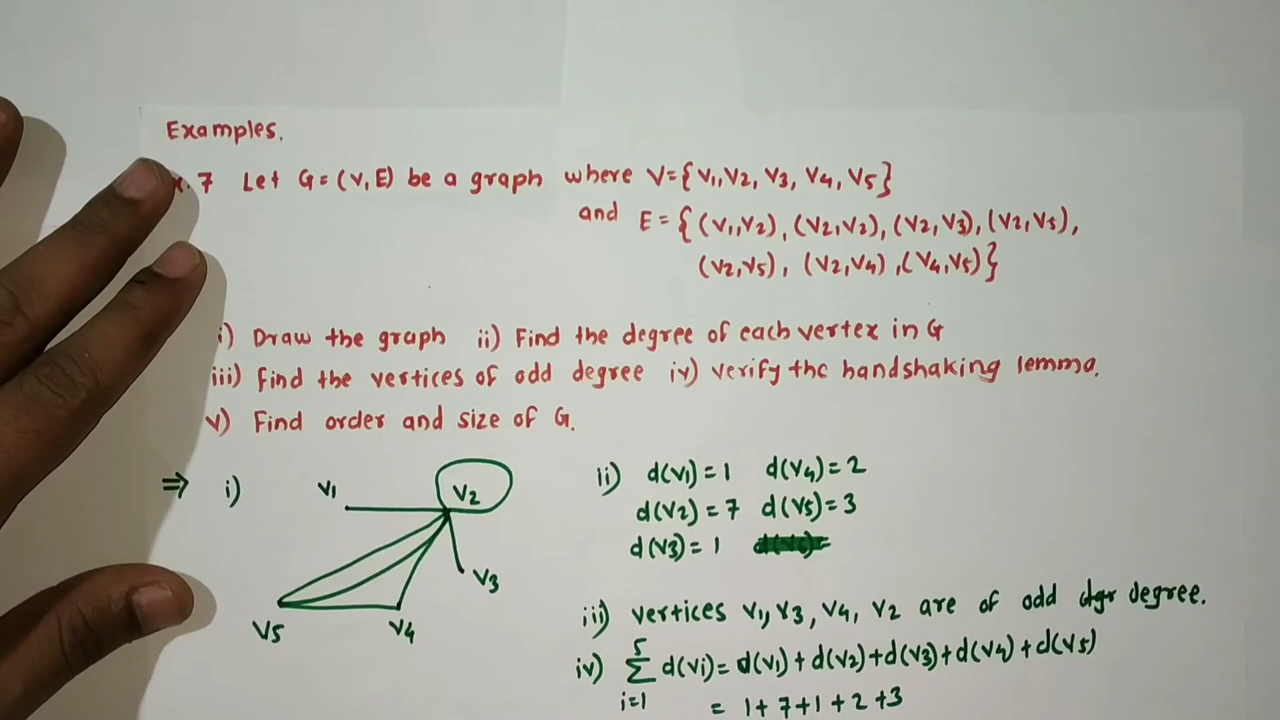 Examples.
7 Let G=(V,E) be a graph where V={V1,V2,V3,V4,V5}
and E={(V1,V2),(V2,V2),(V2,V3),(V2,V5),
(V2,V5),(V2,V4),(V4,V5)}
i) Draw the graph ii) Find the degree of each vertex in G
iii) Find the vertices of odd degree iv) verify the handshaking lemma.
v) Find order and size of G.
⇒ i)
V1
V2
V3
V4
V5
ii) d(V1)=1 d(V4)=2
d(V2)=7 d(V5)=3
d(V3)=1
iii) vertices V1,V3,V4,V2 are of odd degree.
iv) 5∑i=1 d(Vi)=d(V1)+d(V2)+d(V3)+d(V4)+d(V5)
= 1+7+1+2+3